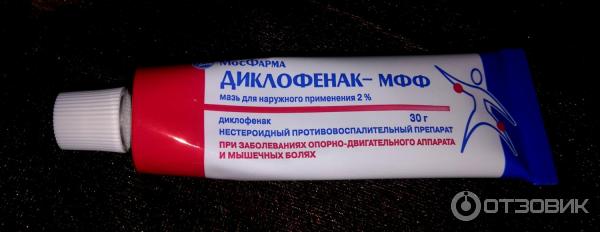 МОСФАРМА
ДИКЛОФЕНАК– МФФ
мазь для наружного применения 2 %
диклофенак 30 г
НЕСТЕРОИДНЫЙ ПРОТИВОВОСПАЛИТЕЛЬНЫЙ ПРЕПАРАТ
ПРИ ЗАБОЛЕВАНИЯХ ОПОРНО-ДВИГАТЕЛЬНОГО АППАРАТА
И МЫШЕЧНЫХ БОЛЯХ
ОТЗОВИК